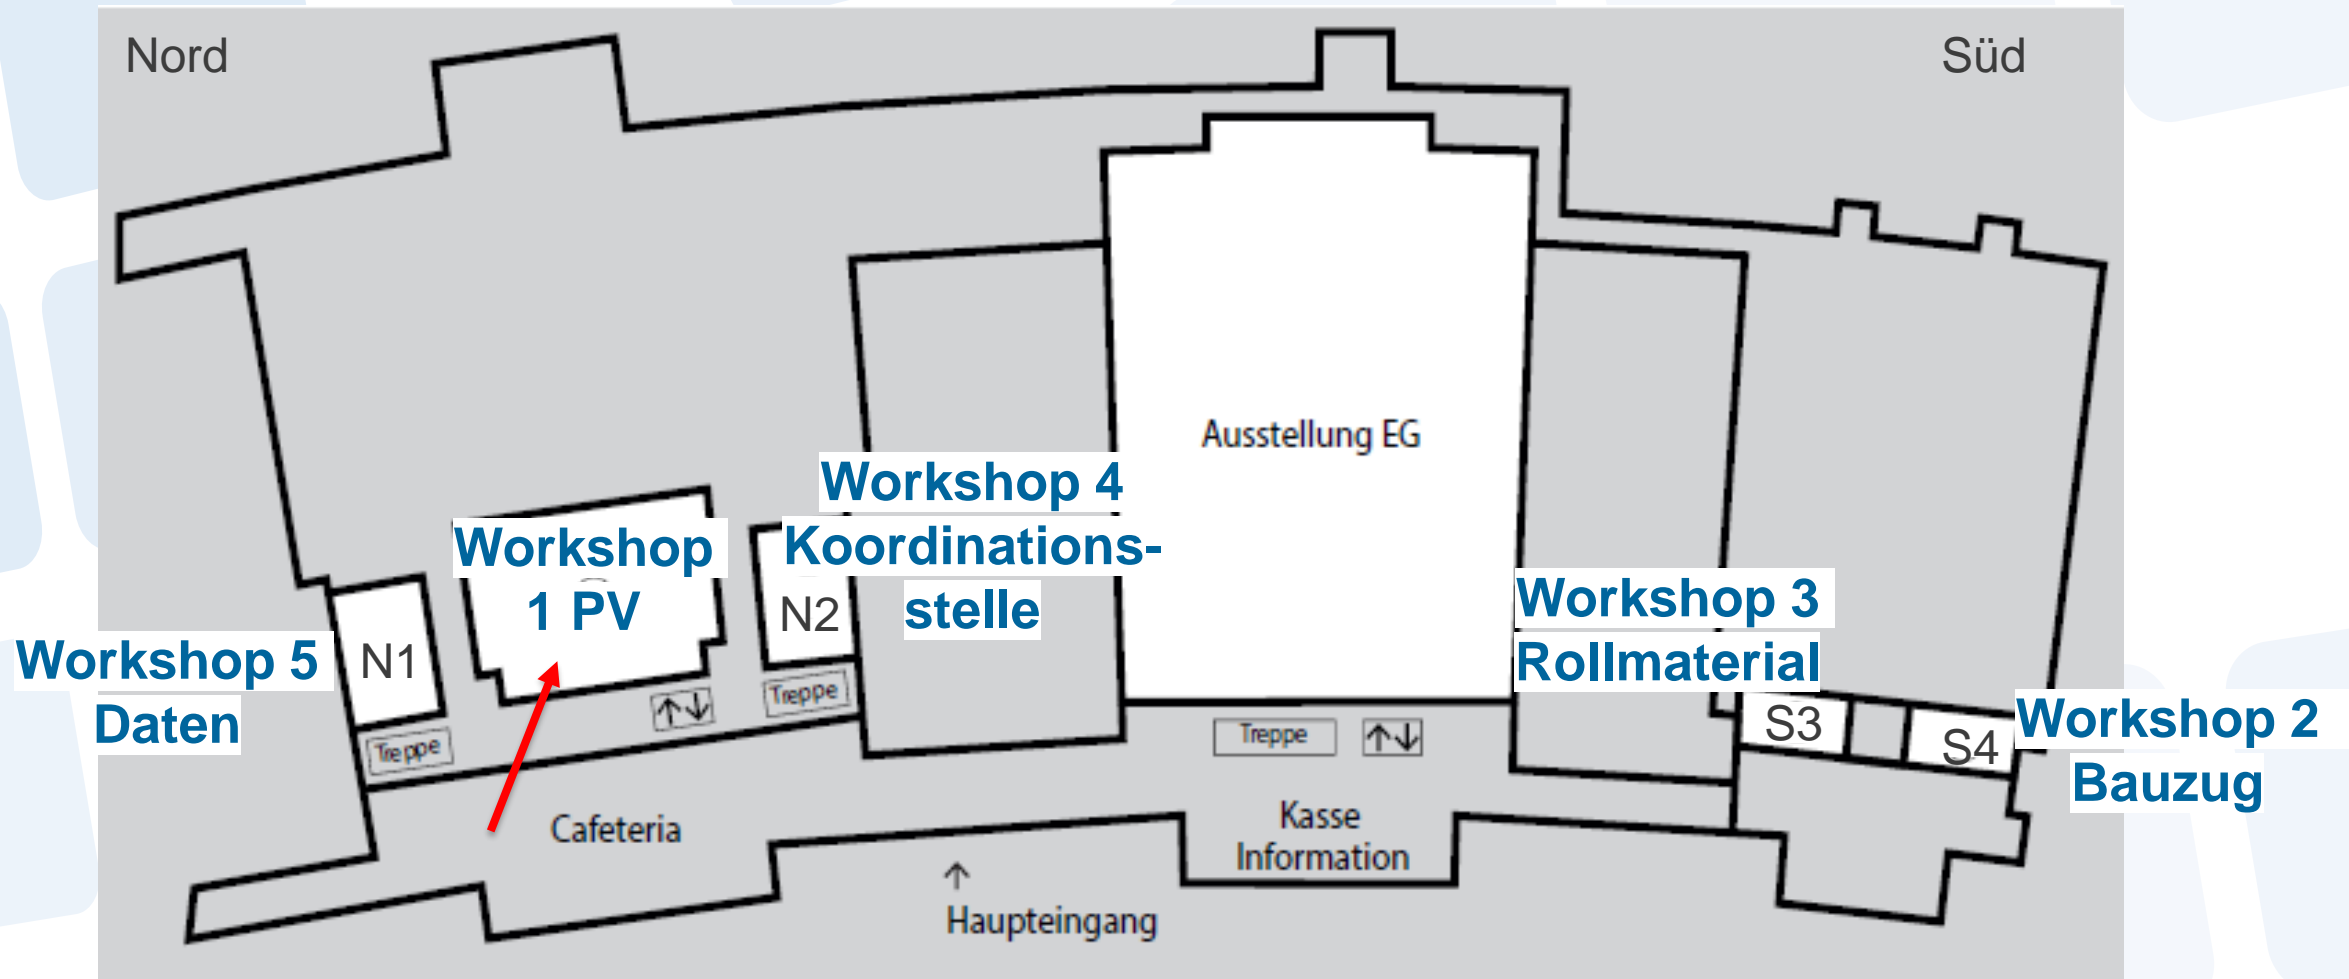 Nord
Süd
Ausstellung EG
Workshop 4
Koordinations-
stelle
Workshop
1 PV
N2
Workshop 3
Rollmaterial
Workshop 5
Daten
N1
Treppe
Treppe
Treppe
S3
S4
Workshop 2
Bauzug
Cafeteria
Kasse
Information
Haupteingang